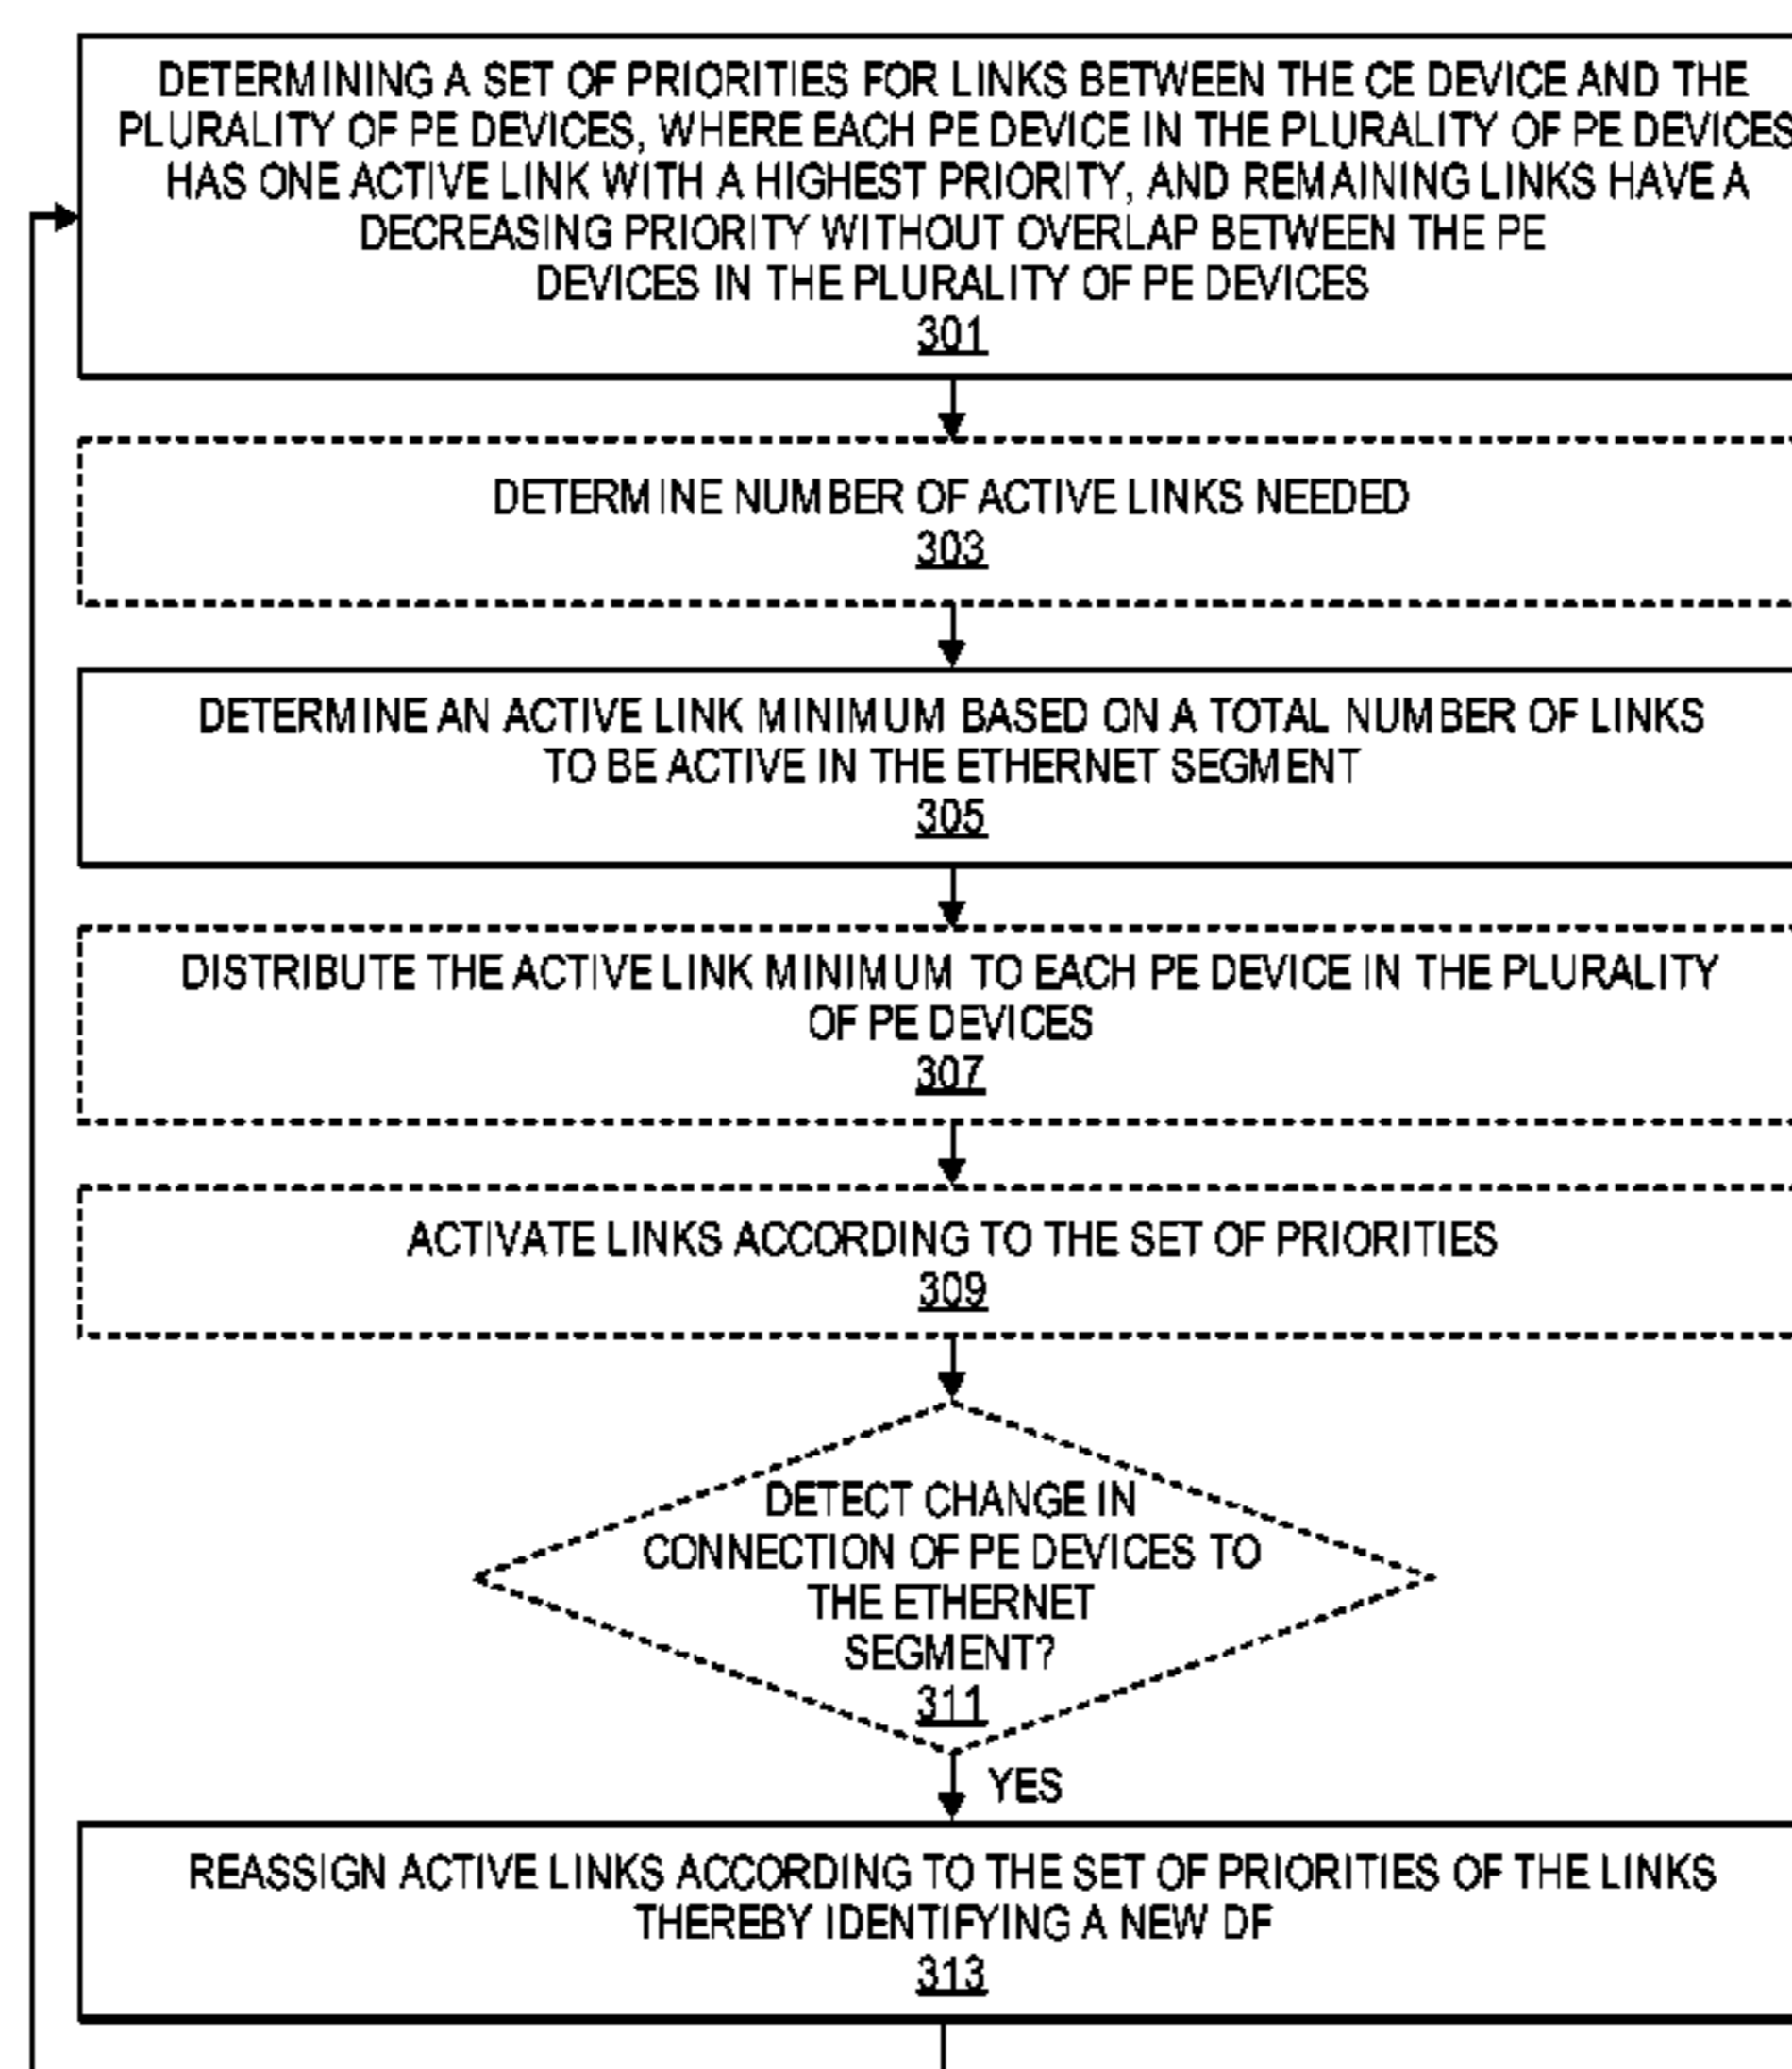 DETERMINING A SET OF PRIORITIES FOR LINKS BETWEEN THE CE DEVICE AND THE
PLURALITY OF PE DEVICES, WHERE EACH PE DEVICE IN THE PLURALITY OF PE DEVICES
HAS ONE ACTIVE LINK WITH A HIGHEST PRIORITY, AND REMAINING LINKS HAVE A
DECREASING PRIORITY WITHOUT OVERLAP BETWEEN THE PE
DEVICES IN THE PLURALITY OF PE DEVICES
301
DETERMINE NUMBER OF ACTIVE LINKS NEEDED
303
DETERMINE AN ACTIVE LINK MINIMUM BASED ON A TOTAL NUMBER OF LINKS
TO BE ACTIVE IN THE ETHERNET SEGMENT
305
DISTRIBUTE THE ACTIVE LINK MINIMUM TO EACH PE DEVICE IN THE PLURALITY
OF PE DEVICES
307
ACTIVATE LINKS ACCORDING TO THE SET OF PRIORITIES
309
DETECT CHANGE IN
CONNECTION OF PE DEVICES TO
THE ETHERNET
SEGMENT?
311
YES
REASSIGN ACTIVE LINKS ACCORDING TO THE SET OF PRIORITIES OF THE LINKS
THEREBY IDENTIFYING A NEW DF
313